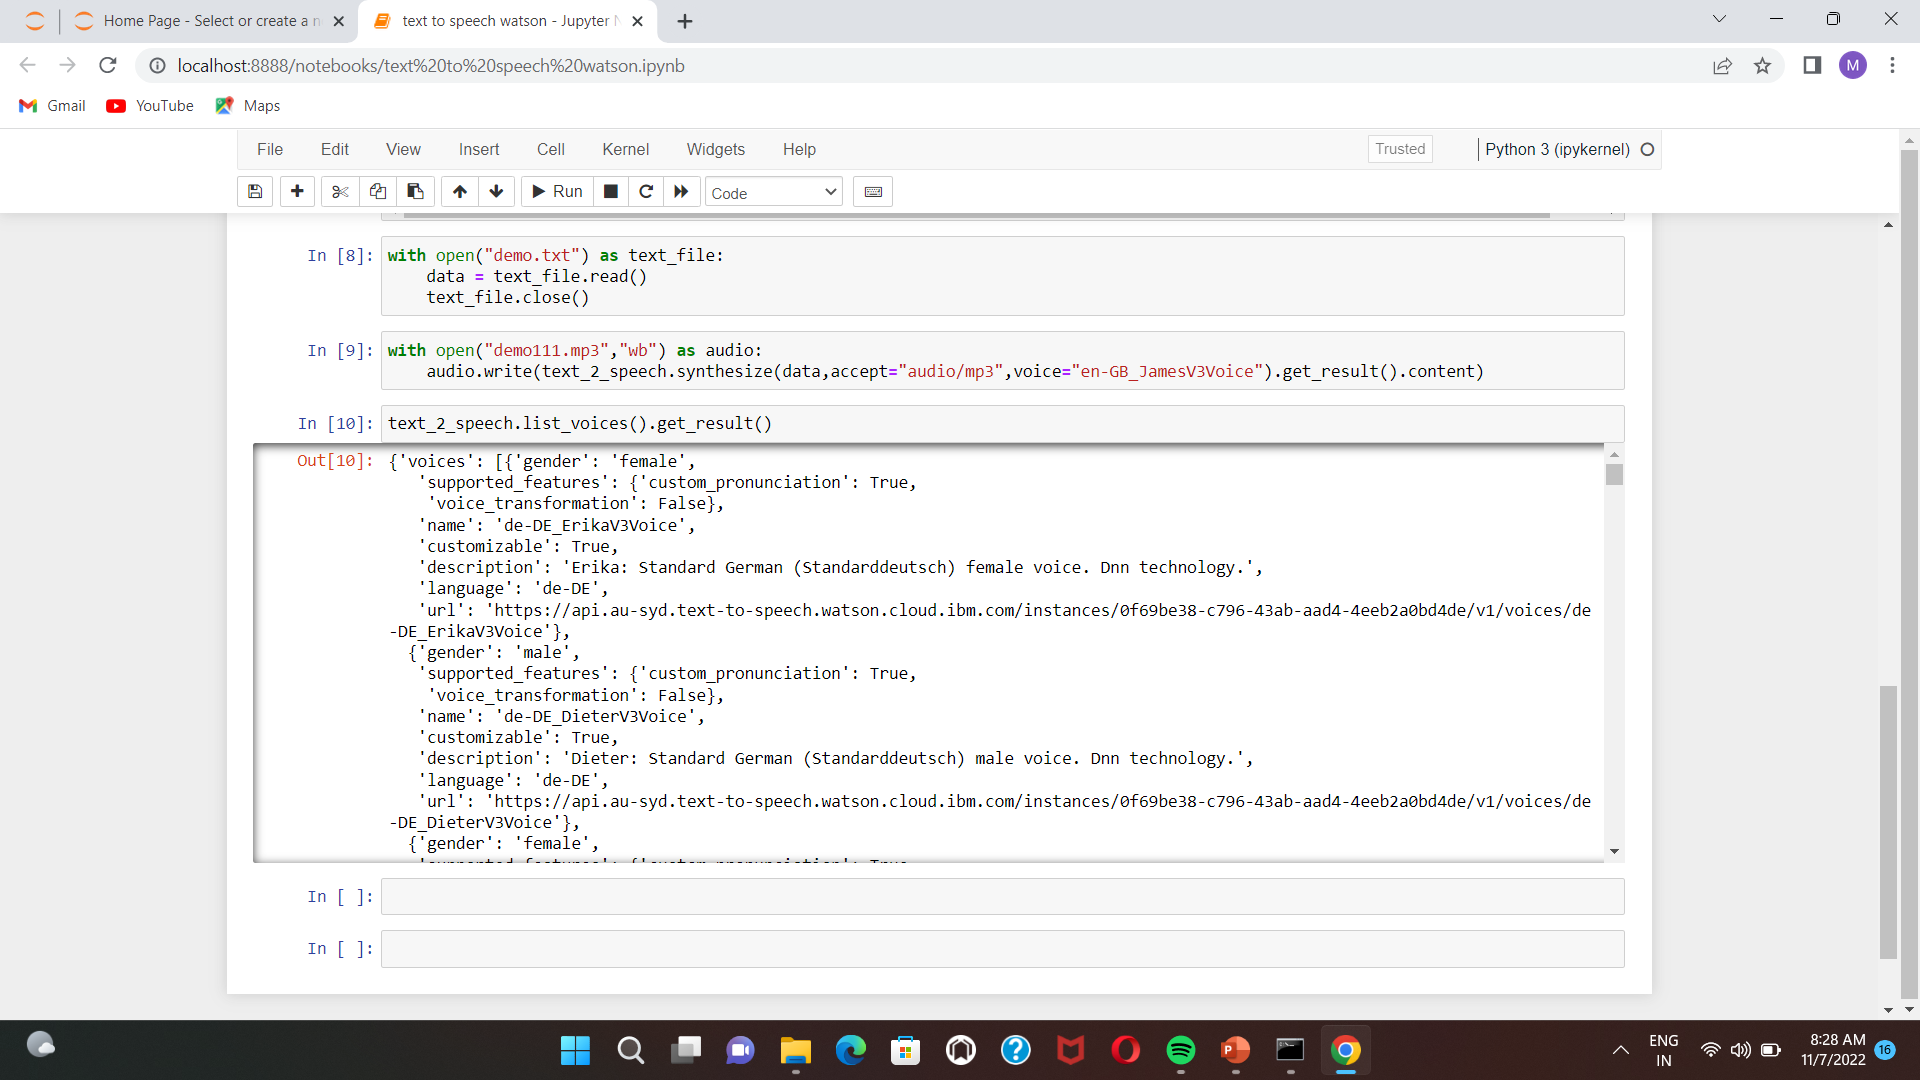 Home Page - Select or create a n
text to speech watson - Jupyter N
localhost:8888/notebooks/text%20to%20speech%20watson.ipynb
M
Gmail
YouTube
Maps
File Edit View Insert Cell Kernel Widgets Help
Trusted
Python 3 (ipykernel)
Run
Code
In [8]: with open("demo.txt") as text_file:
    data = text_file.read()
    text_file.close()
In [9]: with open("demo111.mp3","wb") as audio:
    audio.write(text_2_speech.synthesize(data,accept="audio/mp3",voice="en-GB_JamesV3Voice").get_result().content)
In [10]: text_2_speech.list_voices().get_result()
Out[10]: {'voices': [{'gender': 'female',
   'supported_features': {'custom_pronunciation': True,
    'voice_transformation': False},
   'name': 'de-DE_ErikaV3Voice',
   'customizable': True,
   'description': 'Erika: Standard German (Standarddeutsch) female voice. Dnn technology.',
   'language': 'de-DE',
   'url': 'https://api.au-syd.text-to-speech.watson.cloud.ibm.com/instances/0f69be38-c796-43ab-aad4-4eeb2a0bd4de/v1/voices/de
-DE_ErikaV3Voice'},
  {'gender': 'male',
   'supported_features': {'custom_pronunciation': True,
    'voice_transformation': False},
   'name': 'de-DE_DieterV3Voice',
   'customizable': True,
   'description': 'Dieter: Standard German (Standarddeutsch) male voice. Dnn technology.',
   'language': 'de-DE',
   'url': 'https://api.au-syd.text-to-speech.watson.cloud.ibm.com/instances/0f69be38-c796-43ab-aad4-4eeb2a0bd4de/v1/voices/de
-DE_DieterV3Voice'},
  {'gender': 'female',
In [ ]:
In [ ]:
ENG
IN
8:28 AM
11/7/2022
16